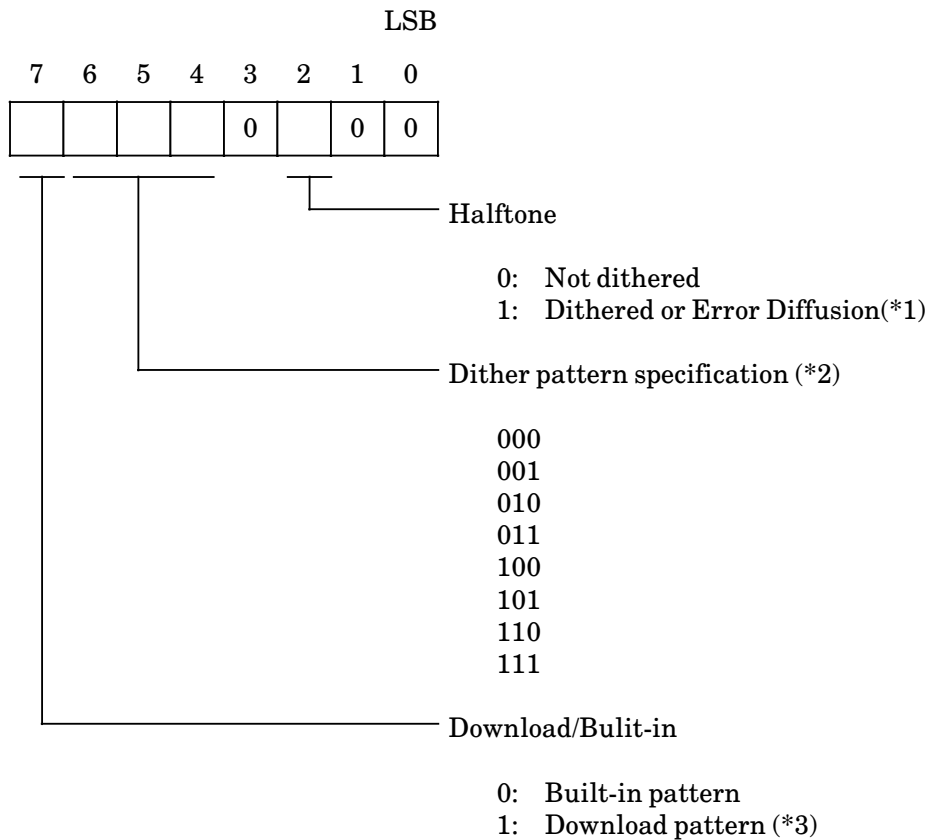 LSB
7 6 5 4 3 2 1 0
0 0 0
Halftone
0: Not dithered
1: Dithered or Error Diffusion(*1)
Dither pattern specification (*2)
000
001
010
011
100
101
110
111
Download/Bulit-in
0: Built-in pattern
1: Download pattern (*3)